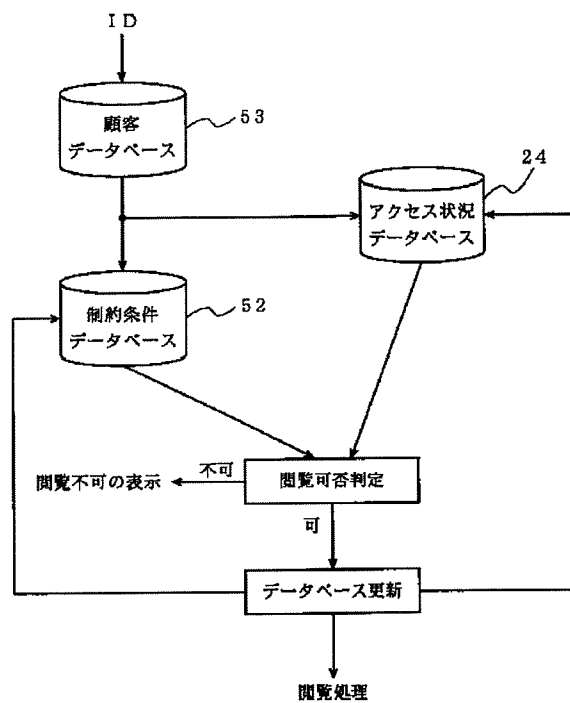 ＩＤ
顧客
データベース
５３
アクセス状況
データベース
２４
制約条件
データベース
５２
閲覧不可の表示
不可
閲覧可否判定
可
データベース更新
閲覧処理